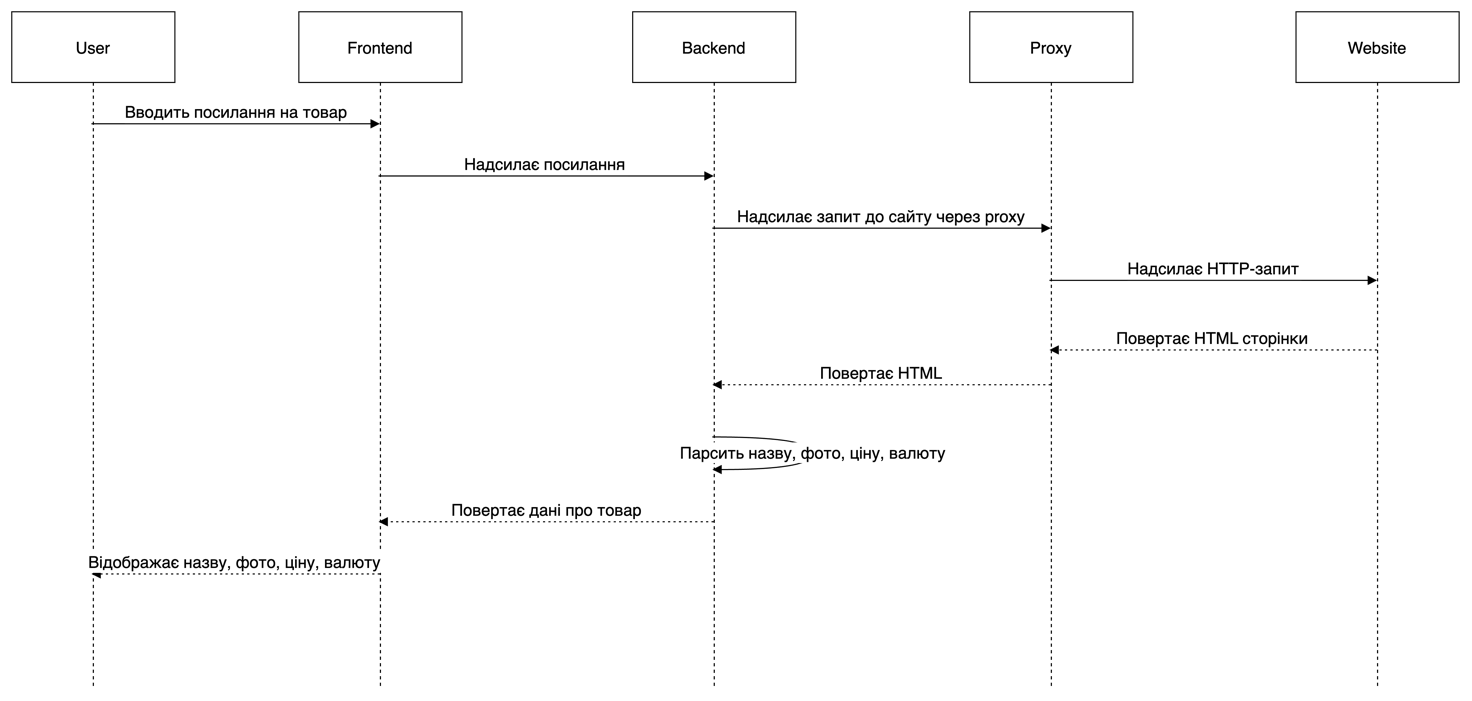 User
Frontend
Backend
Proxy
Website
Вводить посилання на товар
Надсилає посилання
Надсилає запит до сайту через proxy
Надсилає HTTP-запит
Повертає HTML сторінки
Повертає HTML
Парсить назву, фото, ціну, валюту
Повертає дані про товар
Відображає назву, фото, ціну, валюту